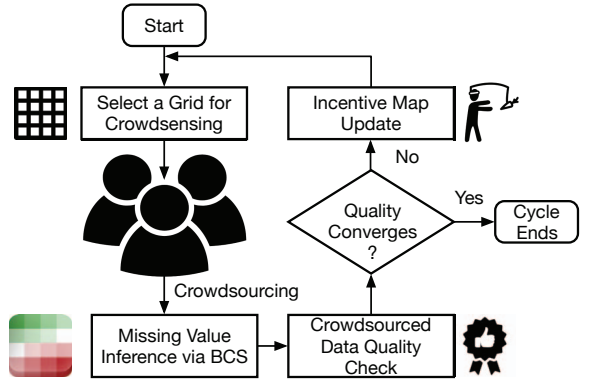 Start
Select a Grid for
Crowdsensing
Crowdsourcing
Missing Value
Inference via BCS
Crowdsourced
Data Quality
Check
Quality
Converges
?
No
Yes
Incentive Map
Update
Cycle
Ends